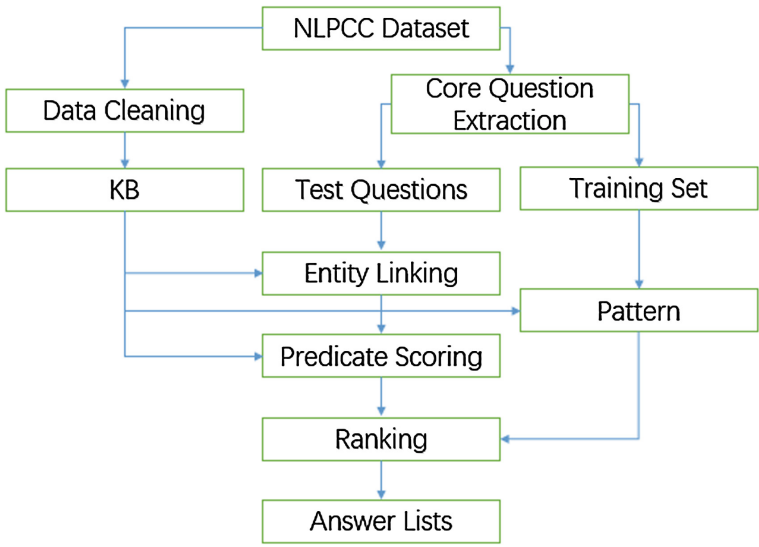 NLPCC Dataset
Core Question
Extraction
Data Cleaning
KB
Test Questions
Training Set
Entity Linking
Pattern
Predicate Scoring
Ranking
Answer Lists